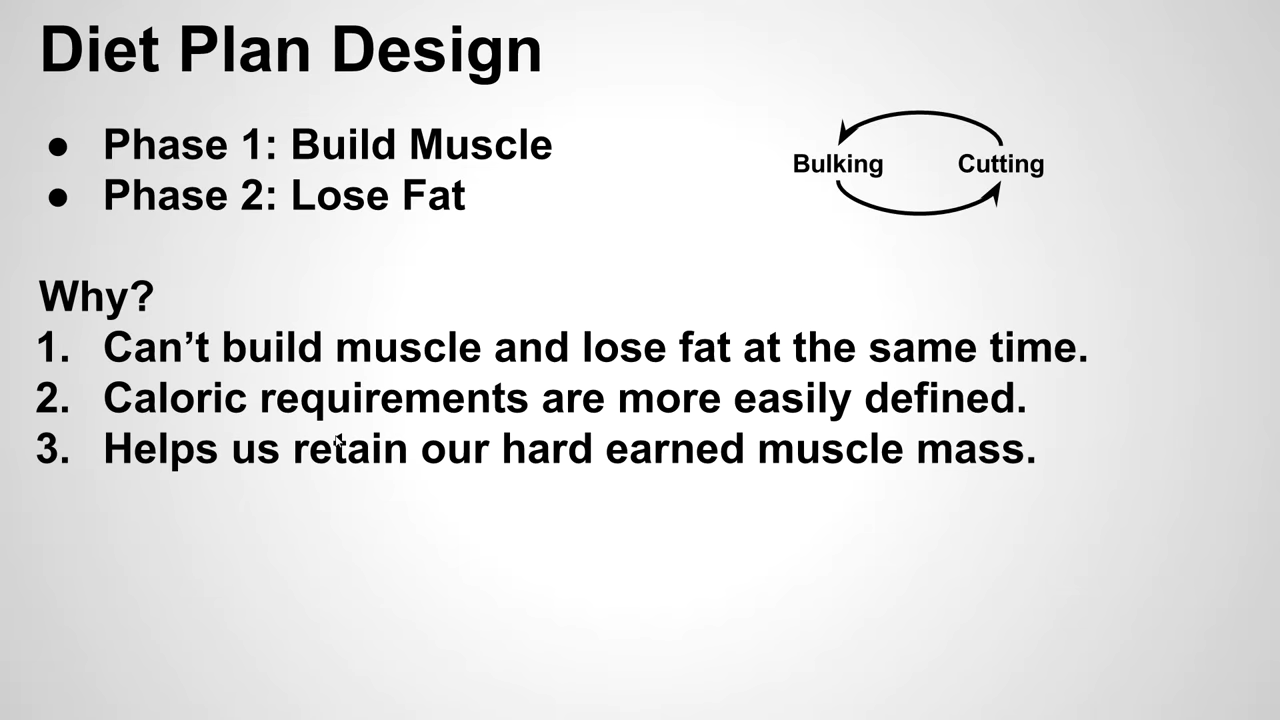 Diet Plan Design
● Phase 1: Build Muscle
● Phase 2: Lose Fat
Bulking Cutting
Why?
1. Can’t build muscle and lose fat at the same time.
2. Caloric requirements are more easily defined.
3. Helps us retain our hard earned muscle mass.